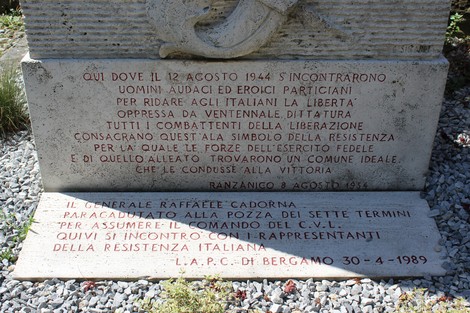 QUI DOVE IL 12 AGOSTO 1944 S'INCONTRARONO
UOMINI AUDACI ED EROICI PARTIGIANI
PER RIDARE AGLI ITALIANI LA LIBERTA'
OPPRESSA DA VENTENNALE DITTATURA
TUTTI I COMBATTENTI DELLA LIBERAZIONE
CONSACRANO QUEST'ALA SIMBOLO DELLA RESISTENZA
PER LA QUALE LE FORZE DELL'ESERCITO FEDELE
E DI QUELLO ALLEATO TROVARONO UN COMUNE IDEALE
CHE LE CONDUSSE ALLA VITTORIA
RANZANICO 8 AGOSTO 1954
IL GENERALE RAFFAELE CADORNA
PARACADUTATO ALLA POZZA DEI SETTE TERMINI
PER ASSUMERE IL COMANDO DEL C.V.L.
QUIVI SI INCONTRO CON I RAPPRESENTANTI
DELLA RESISTENZA ITALIANA
L.A.P.C. DI BERGAMO 30-4-1989